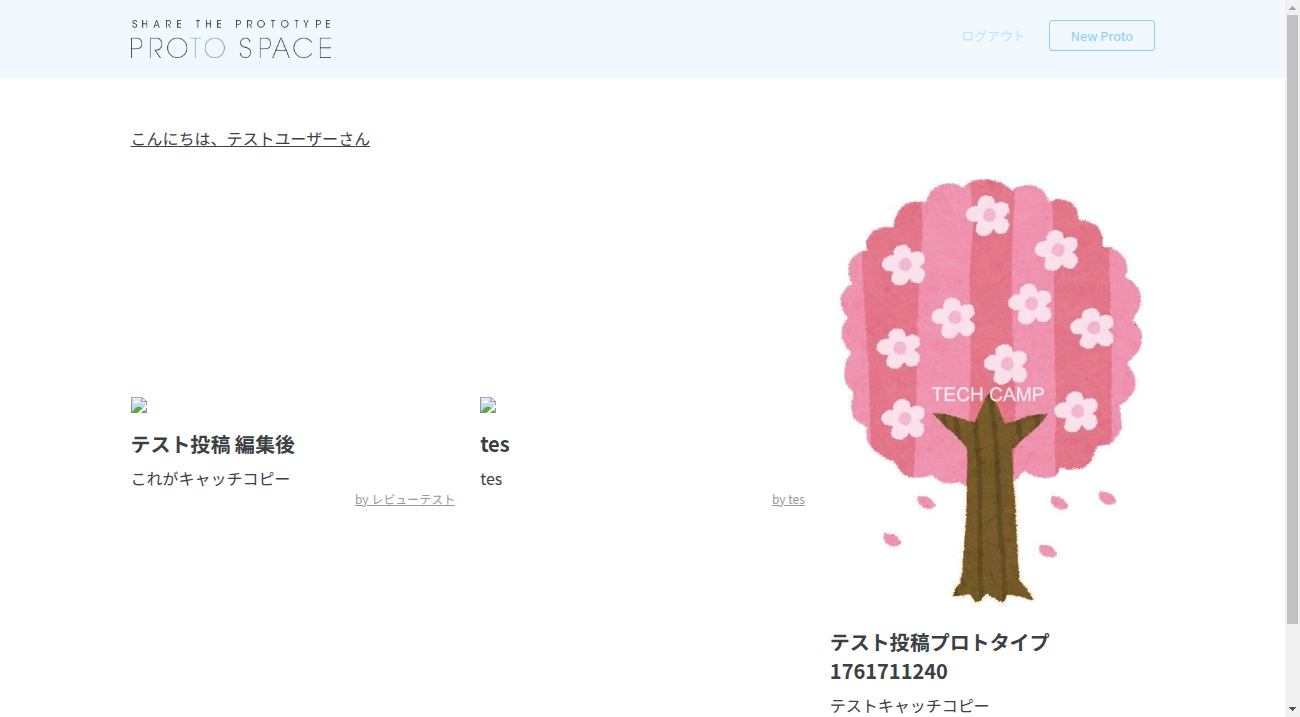 SHARE THE PROTOTYPE
PROTO SPACE
ログアウト
New Proto
こんにちは、テストユーザーさん
テスト投稿 編集後
これがキャッチコピー
by レビューテスト
tes
tes
by tes
TECH CAMP
テスト投稿プロトタイプ
1761711240
テストキャッチコピー